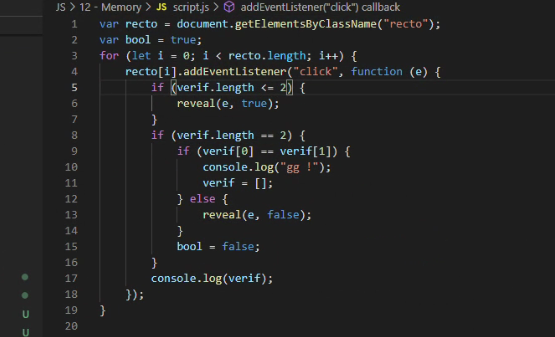 JS > 12 - Memory > JS script.js > addEventListener("click") callback
1 var recto = document.getElementsByClassName("recto");
2 var bool = true;
3 for (let i = 0; i < recto.length; i++) {
4 recto[i].addEventListener("click", function (e) {
5 if (verif.length <= 2) {
6 reveal(e, true);
7 }
8 if (verif.length == 2) {
9 if (verif[0] == verif[1]) {
10 console.log("gg !");
11 verif = [];
12 } else {
13 reveal(e, false);
14 }
15 bool = false;
16 }
17 console.log(verif);
18 });
19 }
20
U
U